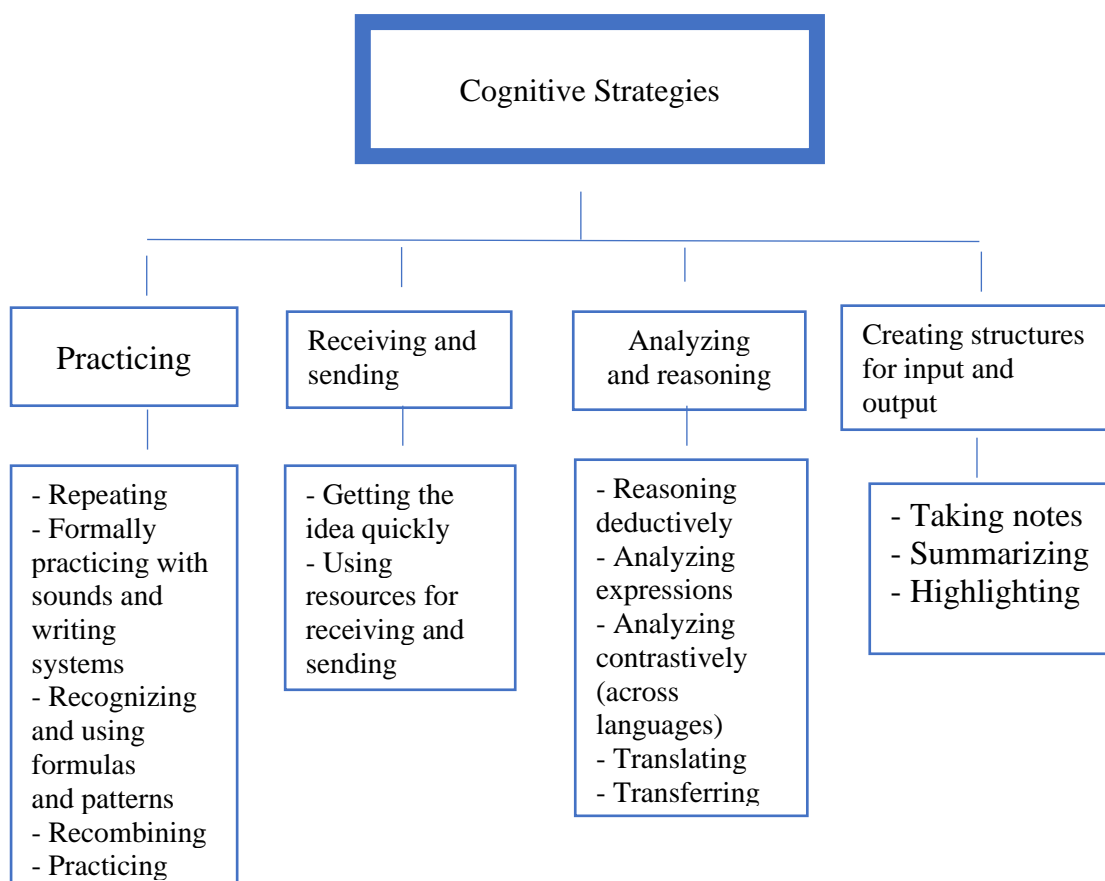 Cognitive Strategies
Practicing
Receiving and
sending
Analyzing
and reasoning
Creating structures
for input and
output
- Repeating
- Formally
practicing with
sounds and
writing
systems
- Recognizing
and using
formulas
and patterns
- Recombining
- Practicing
- Getting the
idea quickly
- Using
resources for
receiving and
sending
- Reasoning
deductively
- Analyzing
expressions
- Analyzing
contrastively
(across
languages)
- Translating
- Transferring
- Taking notes
- Summarizing
- Highlighting